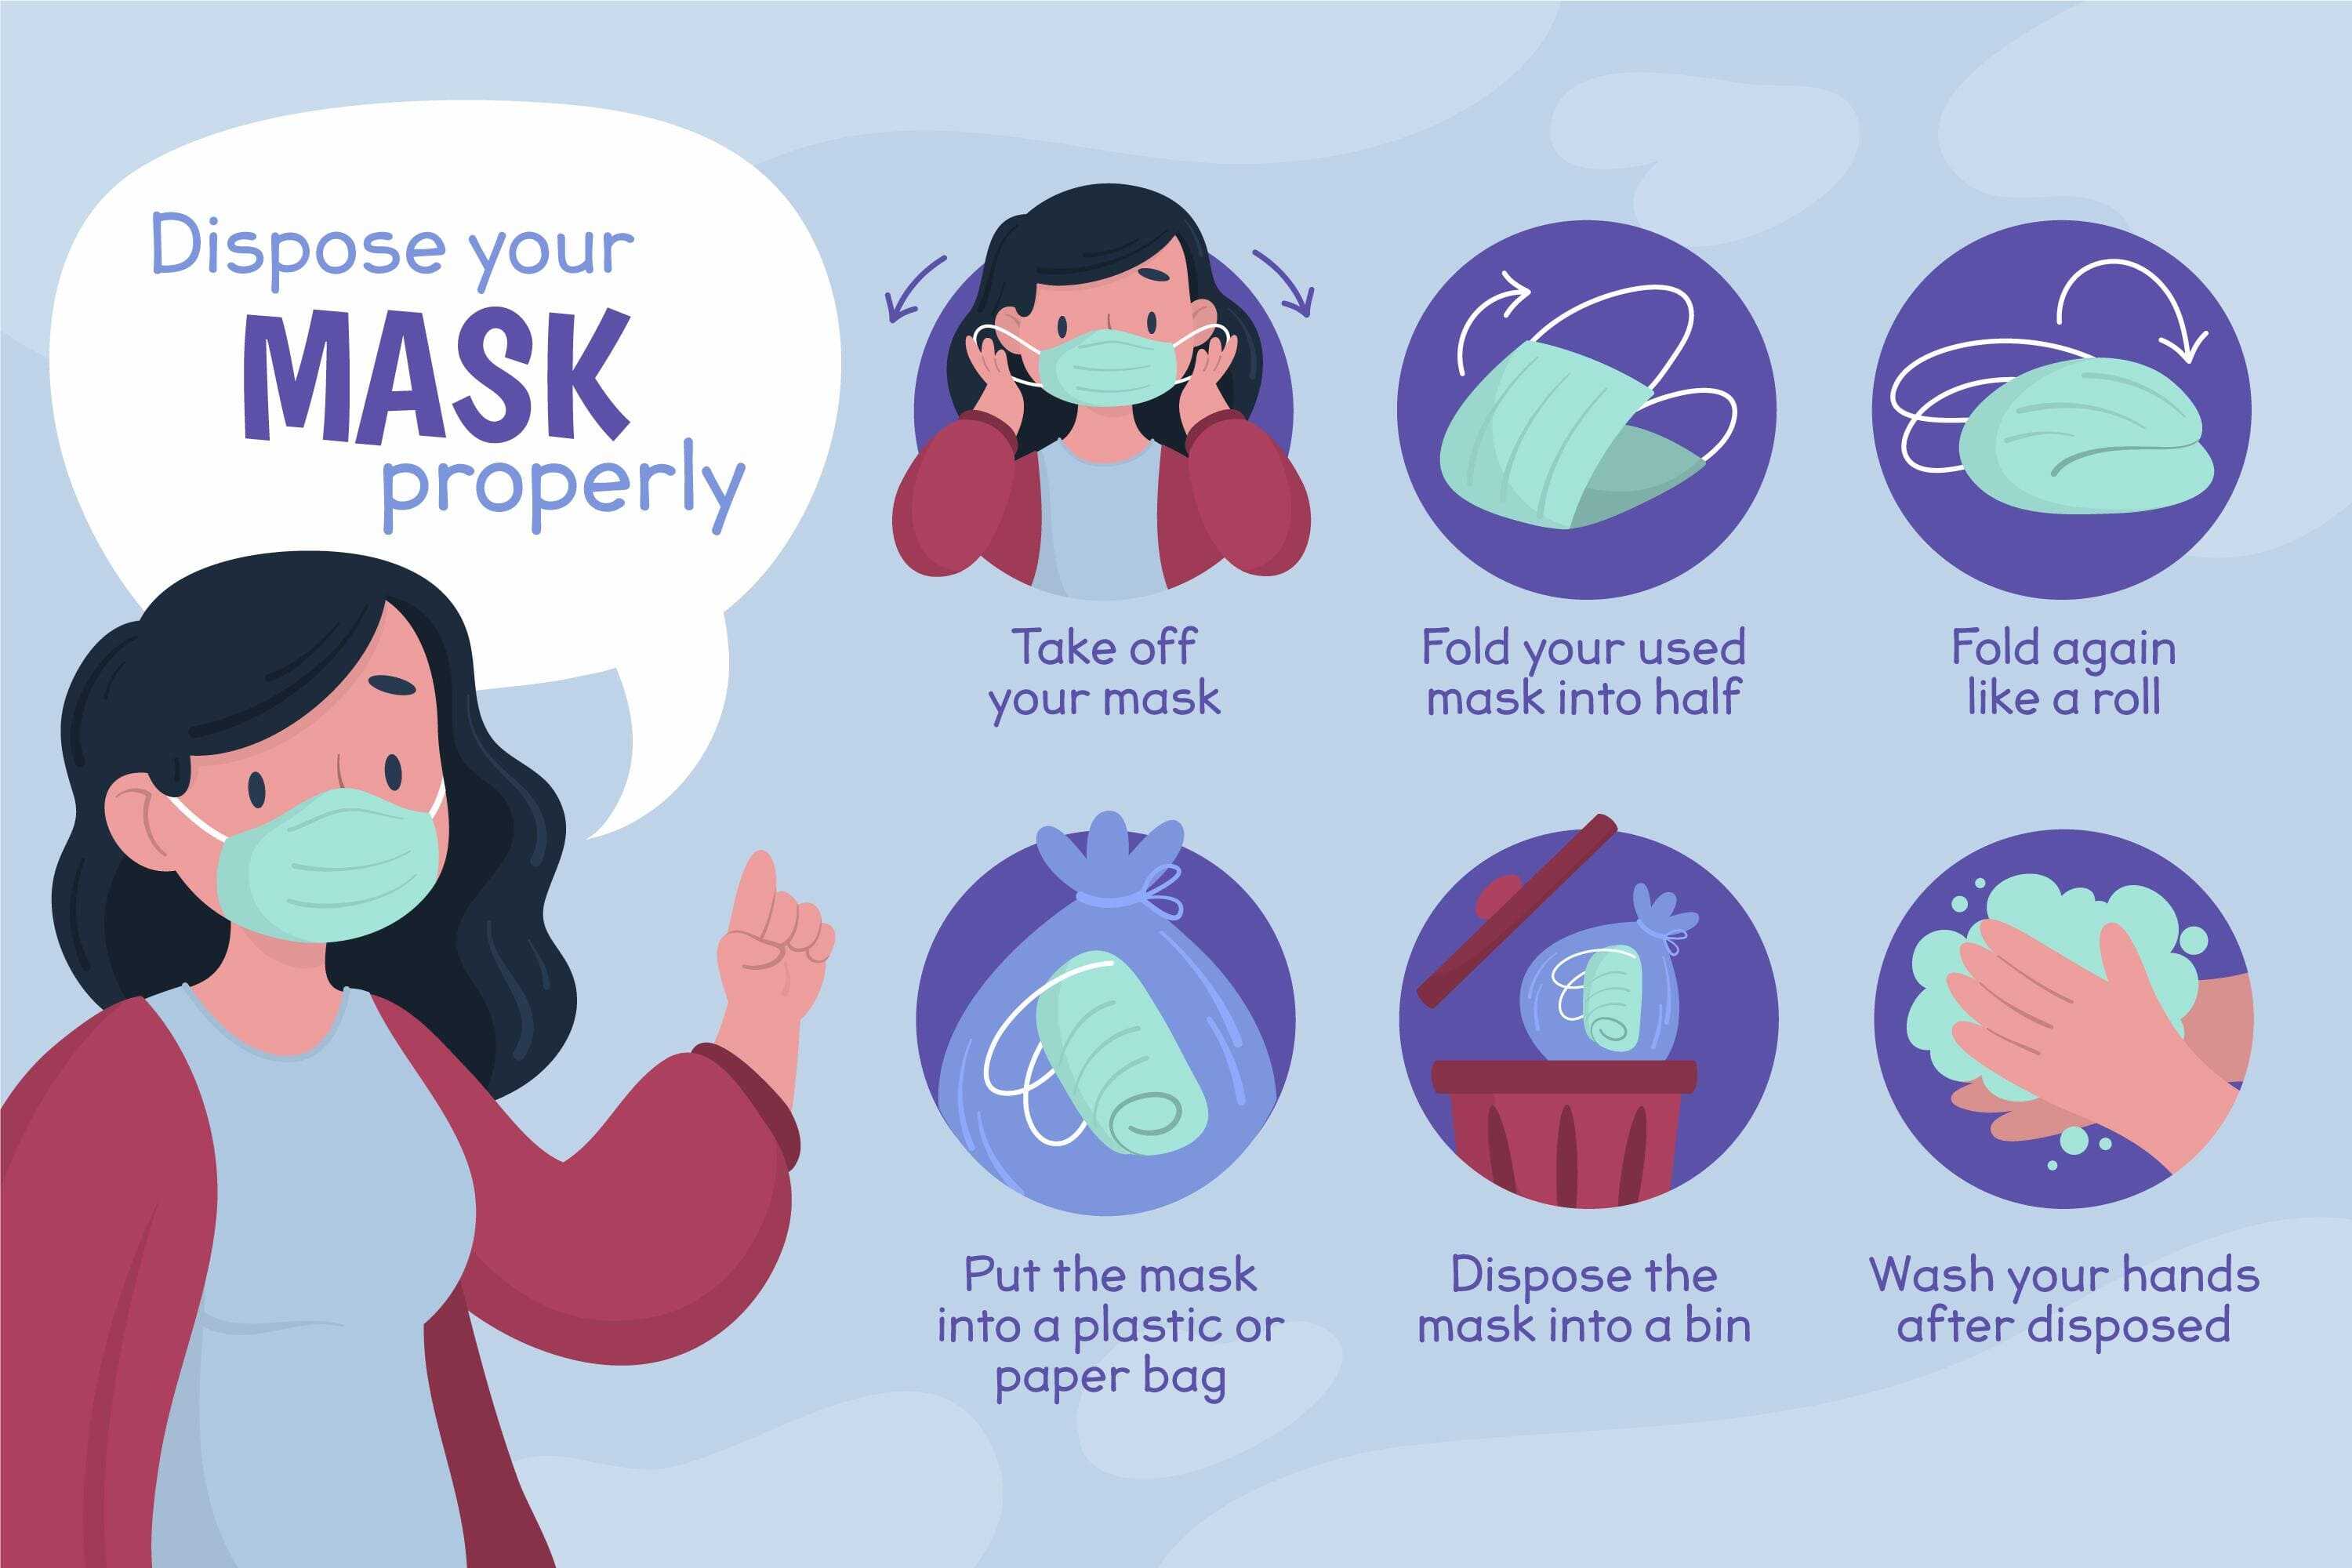 Dispose your
MASK
properly
Take off
your mask
Fold your used
mask into half
Fold again
like a roll
Put the mask
into a plastic or
paper bag
Dispose the
mask into a bin
Wash your hands
after disposed